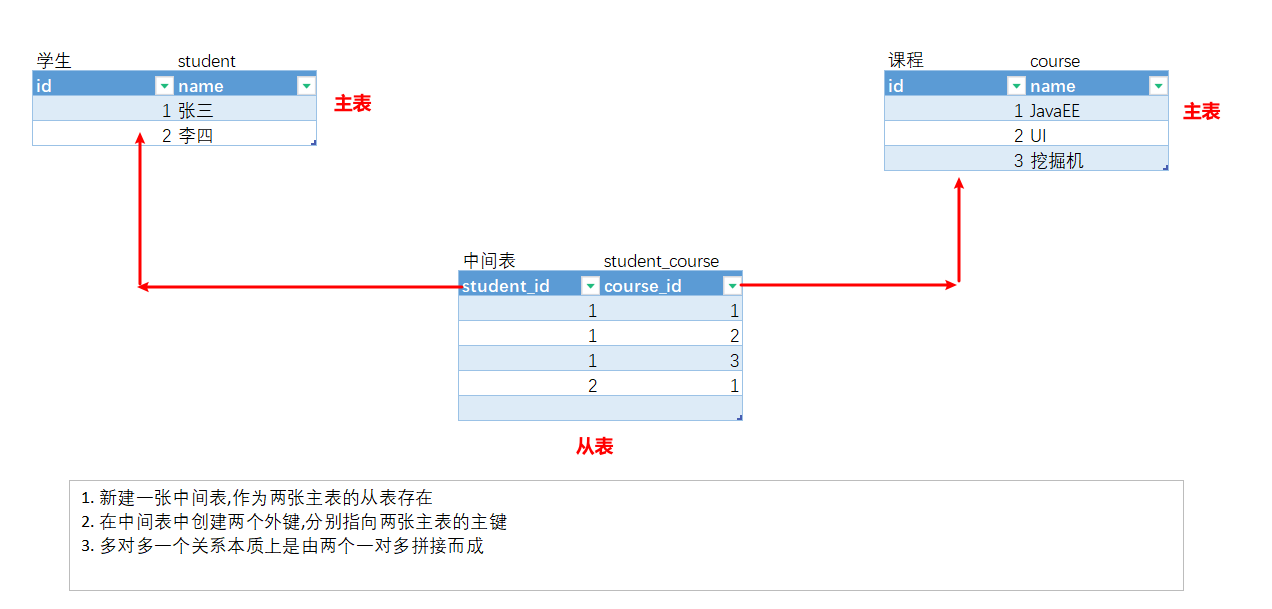 学生 student
id name
1 张三
2 李四
主表
课程 course
id name
1 JavaEE
2 UI
3 挖掘机
主表
中间表 student_course
student_id course_id
1 1
1 2
1 3
2 1
从表
1. 新建一张中间表,作为两张主表的从表存在
2. 在中间表中创建两个外键,分别指向两张主表的主键
3. 多对多一个关系本质上是由两个一对多拼接而成